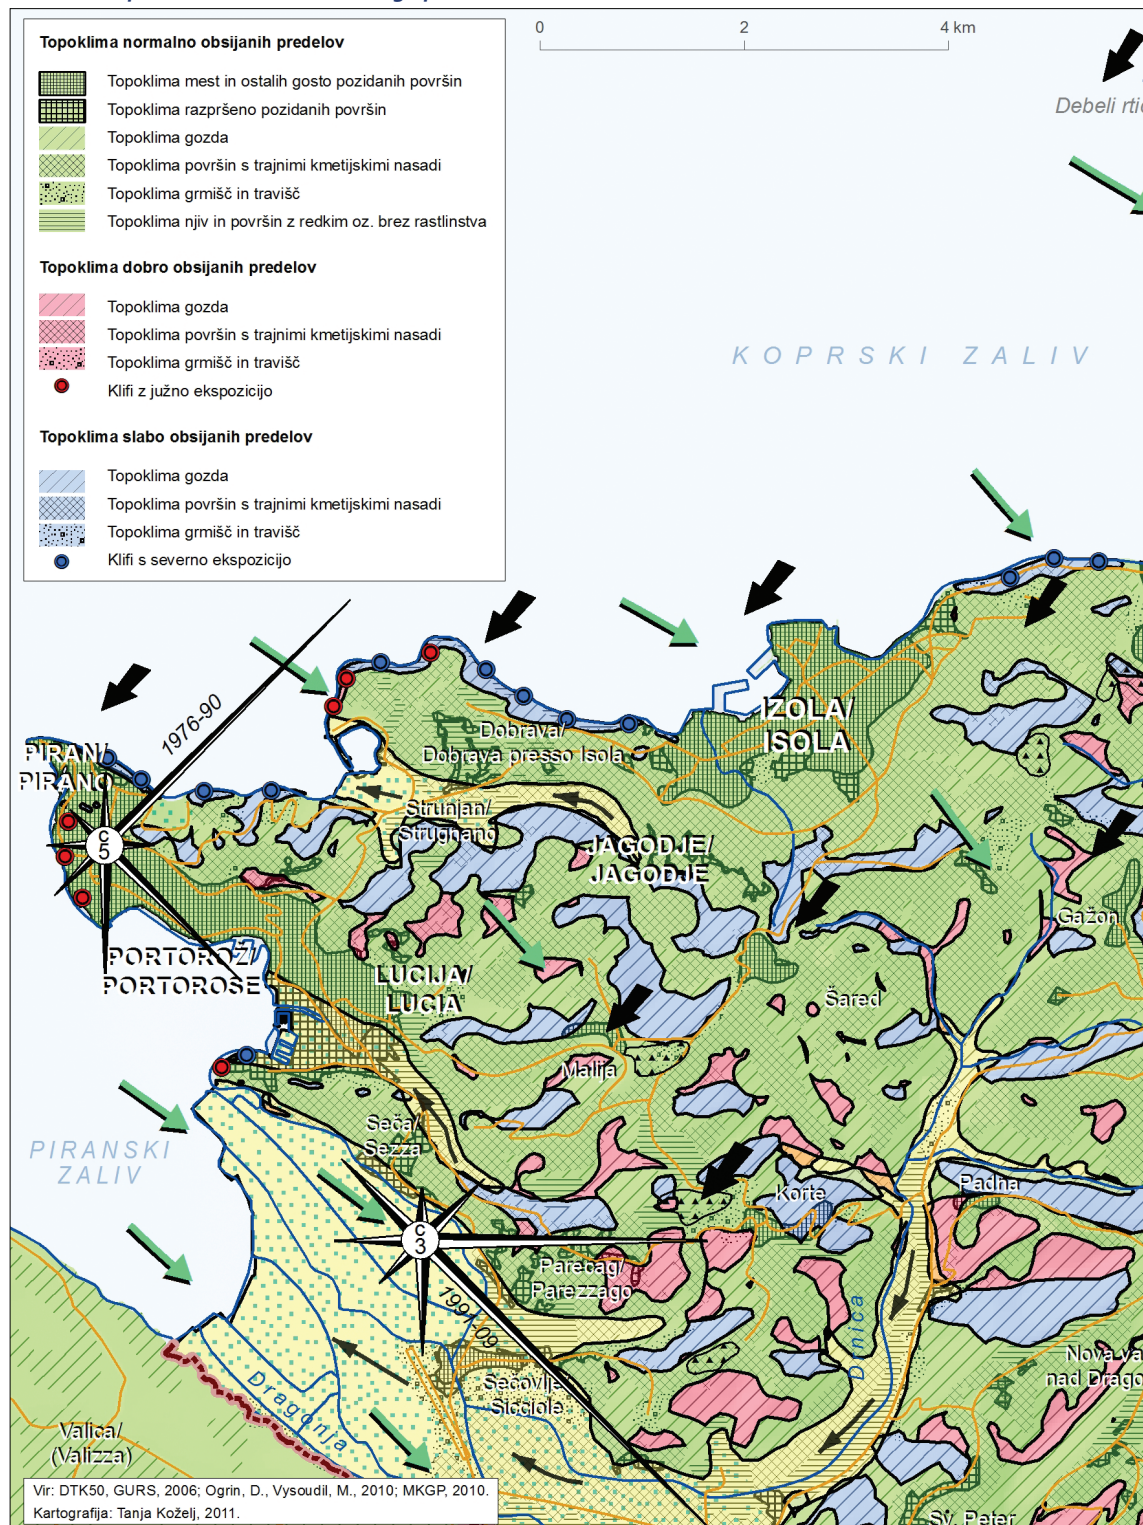 Topoklima normalno obsijanih predelov
Topoklima mest in ostalih gosto pozidanih površin
Topoklima razpršeno pozidanih površin
Topoklima gozda
Topoklima površin s trajnimi kmetijskimi nasadi
Topoklima grmišč in travišč
Topoklima njiv in površin z redkim oz. brez rastlinstva
Topoklima dobro obsijanih predelov
Topoklima gozda
Topoklima površin s trajnimi kmetijskimi nasadi
Topoklima grmišč in travišč
Klifi z južno ekspozicijo
Topoklima slabo obsijanih predelov
Topoklima gozda
Topoklima površin s trajnimi kmetijskimi nasadi
Topoklima grmišč in travišč
Klifi s severno ekspozicijo
0 2 4 km
Debeli rtič
KOPRSKI ZALIV
1976-90
PIRAN/
PIRANO
C
5
Dobrava/
Dobrava presso Isola
IZOLA/
ISOLA
Strunjan/
Strugnano
JAGODJE/
JAGODJE
Gažon
PORTOROŽ/
PORTOROSE
LUCIJA/
LUCIA
Šared
Malija
Seča/
Sezza
PIRANSKI
ZALIV
Korte
Padna
C
3
Parecag/
Parezzago
1991-09
Drnica
Sečovlje/
Sicciole
Nova va
nad Drago
Dragonja
Valica/
(Valizza)
Sv. Peter
Vir: DTK50, GURS, 2006; Ogrin, D., Vysoudil, M., 2010; MKGP, 2010.
Kartografija: Tanja Koželj, 2011.